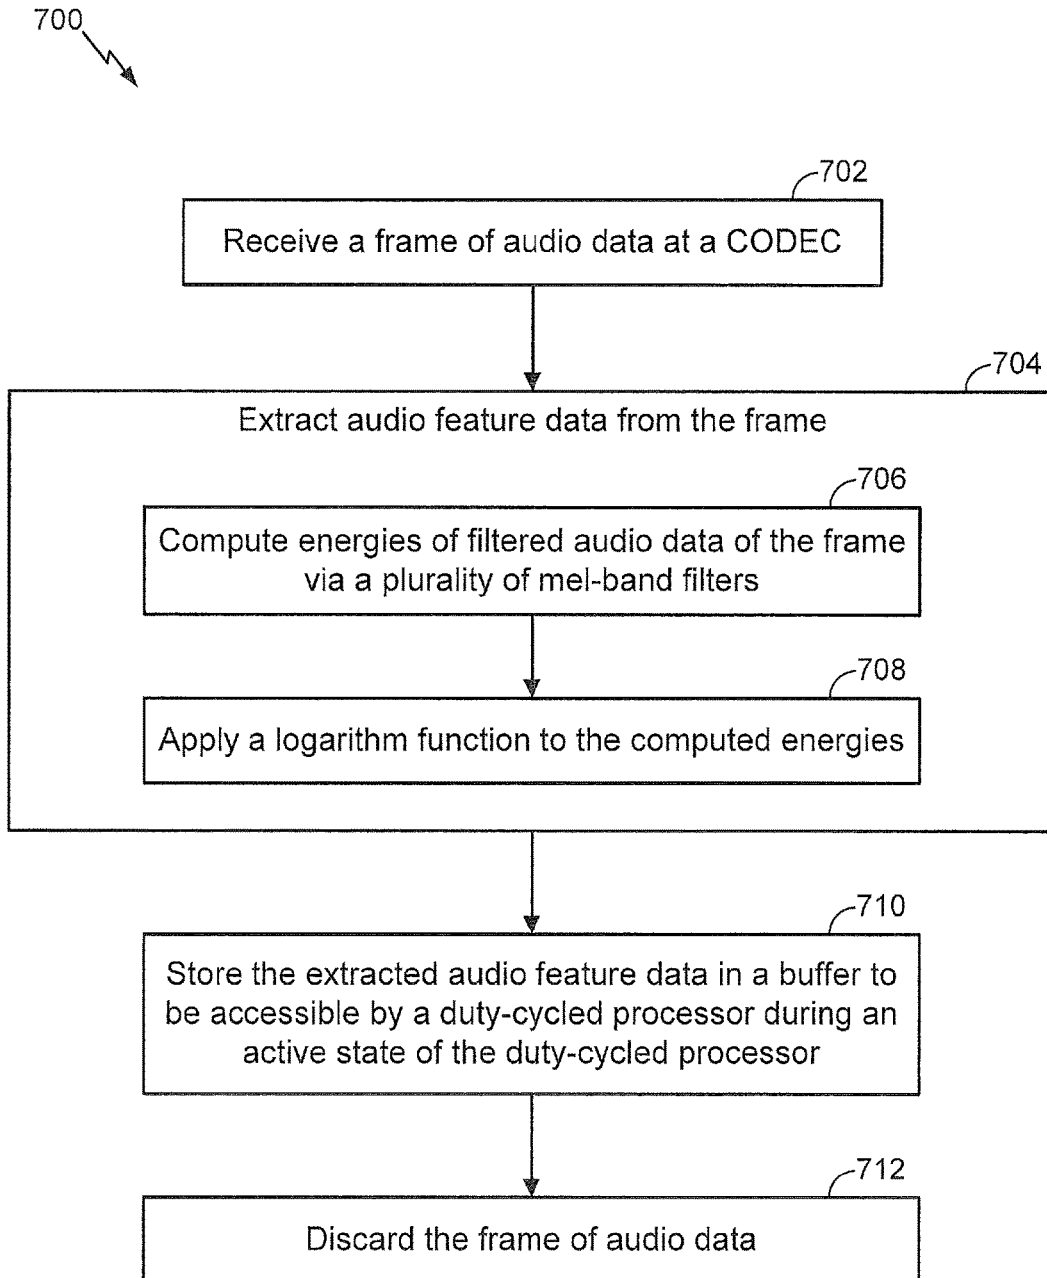 700
702
Receive a frame of audio data at a CODEC
704
Extract audio feature data from the frame
706
Compute energies of filtered audio data of the frame
via a plurality of mel-band filters
708
Apply a logarithm function to the computed energies
710
Store the extracted audio feature data in a buffer to
be accessible by a duty-cycled processor during an
active state of the duty-cycled processor
712
Discard the frame of audio data